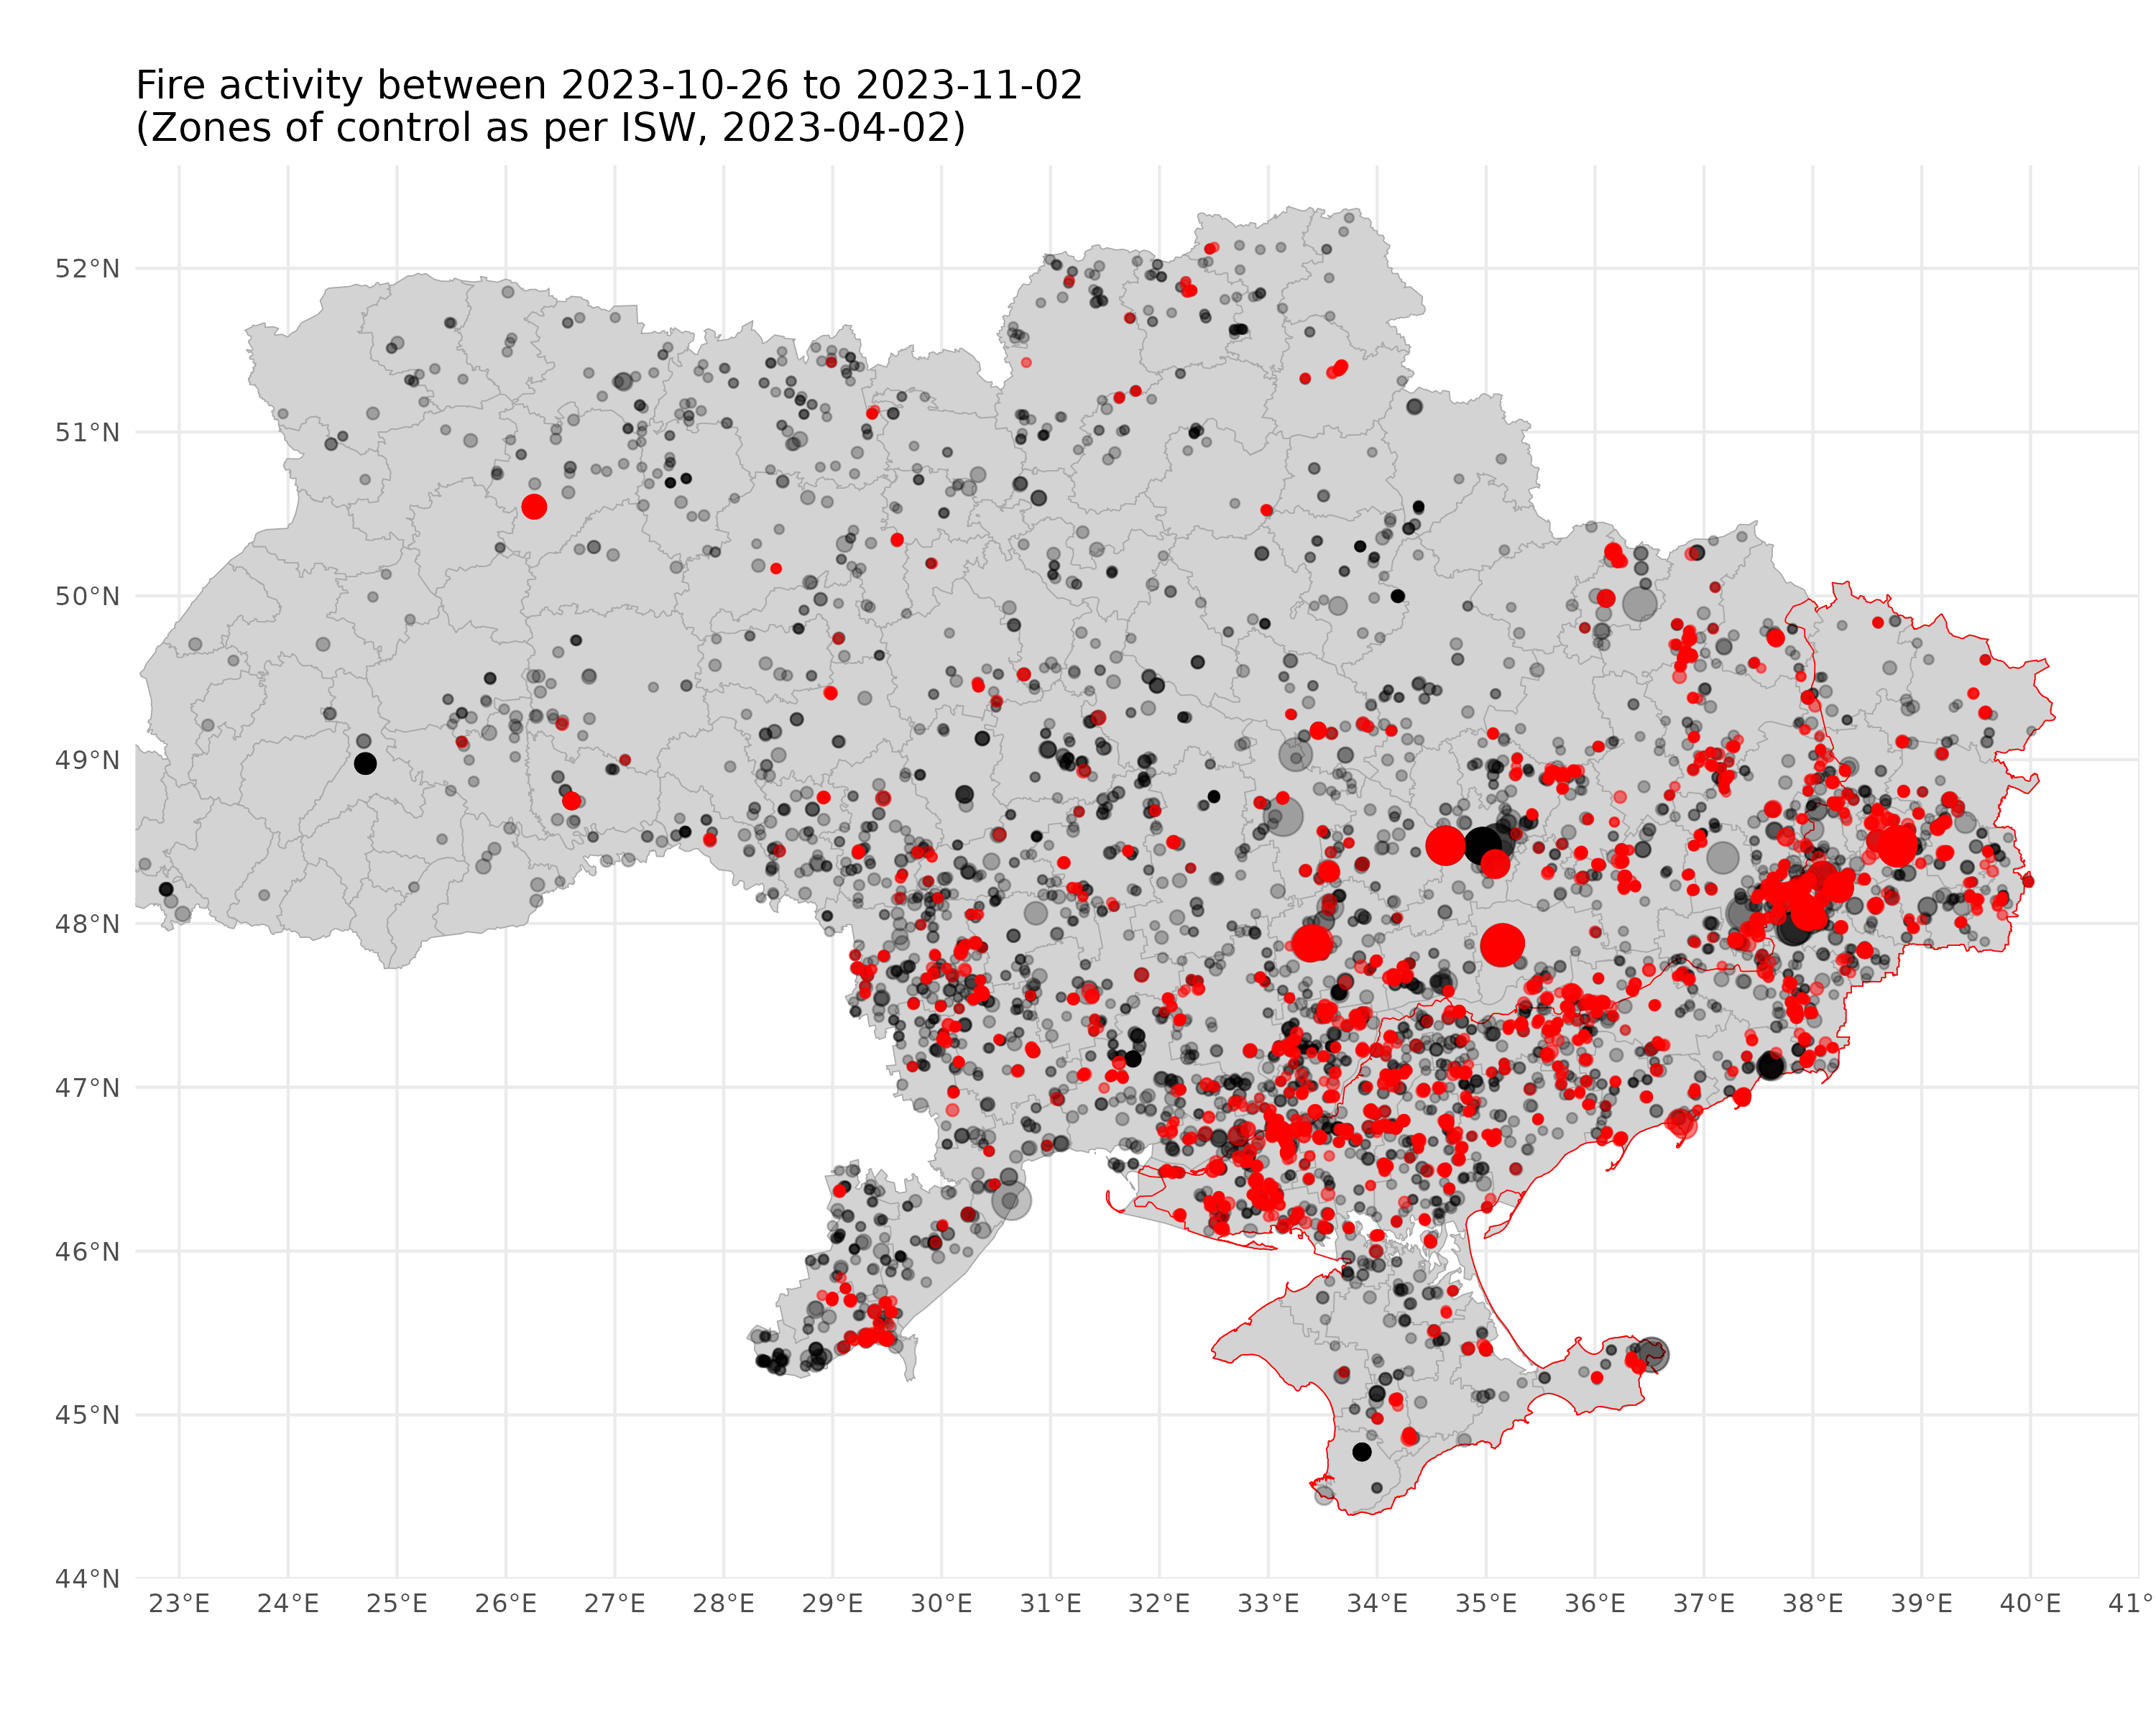 Fire activity between 2023-10-26 to 2023-11-02
(Zones of control as per ISW, 2023-04-02)
52°N
51°N
50°N
49°N
48°N
47°N
46°N
45°N
44°N
23°E 24°E 25°E 26°E 27°E 28°E 29°E 30°E 31°E 32°E 33°E 34°E 35°E 36°E 37°E 38°E 39°E 40°E 41°